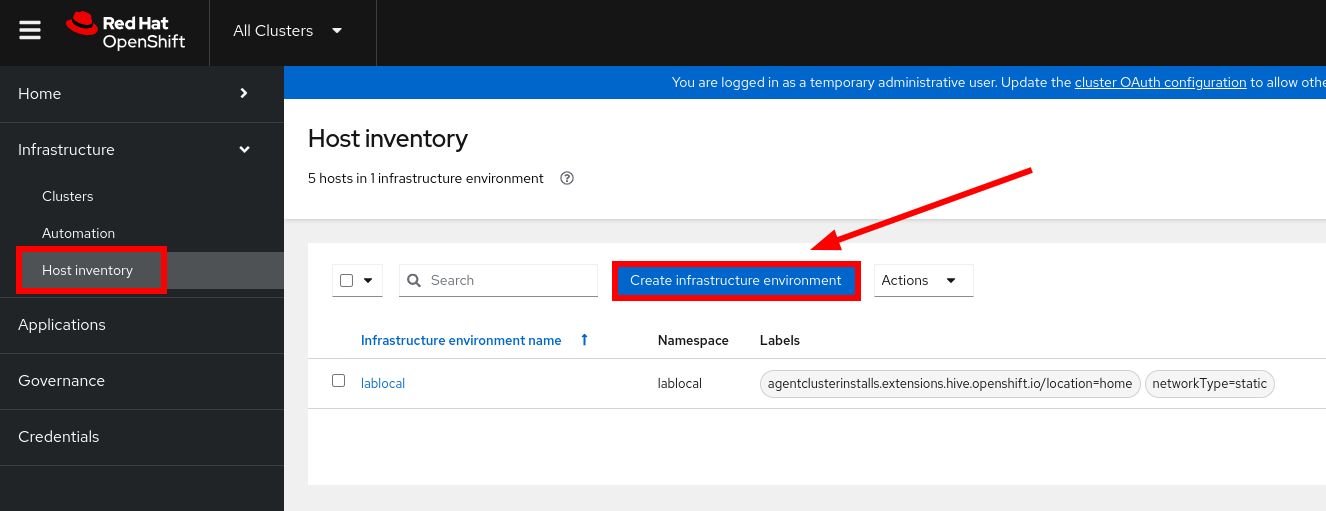 Red Hat
OpenShift
All Clusters
You are logged in as a temporary administrative user. Update the cluster OAuth configuration to allow othe
Home
Infrastructure
Clusters
Automation
Host inventory
Applications
Governance
Credentials
Host inventory
5 hosts in 1 infrastructure environment
Search
Create infrastructure environment
Actions
Infrastructure environment name
Namespace
Labels
lablocal
lablocal
agentclusterinstalls.extensions.hive.openshift.io/location=home
networkType=static